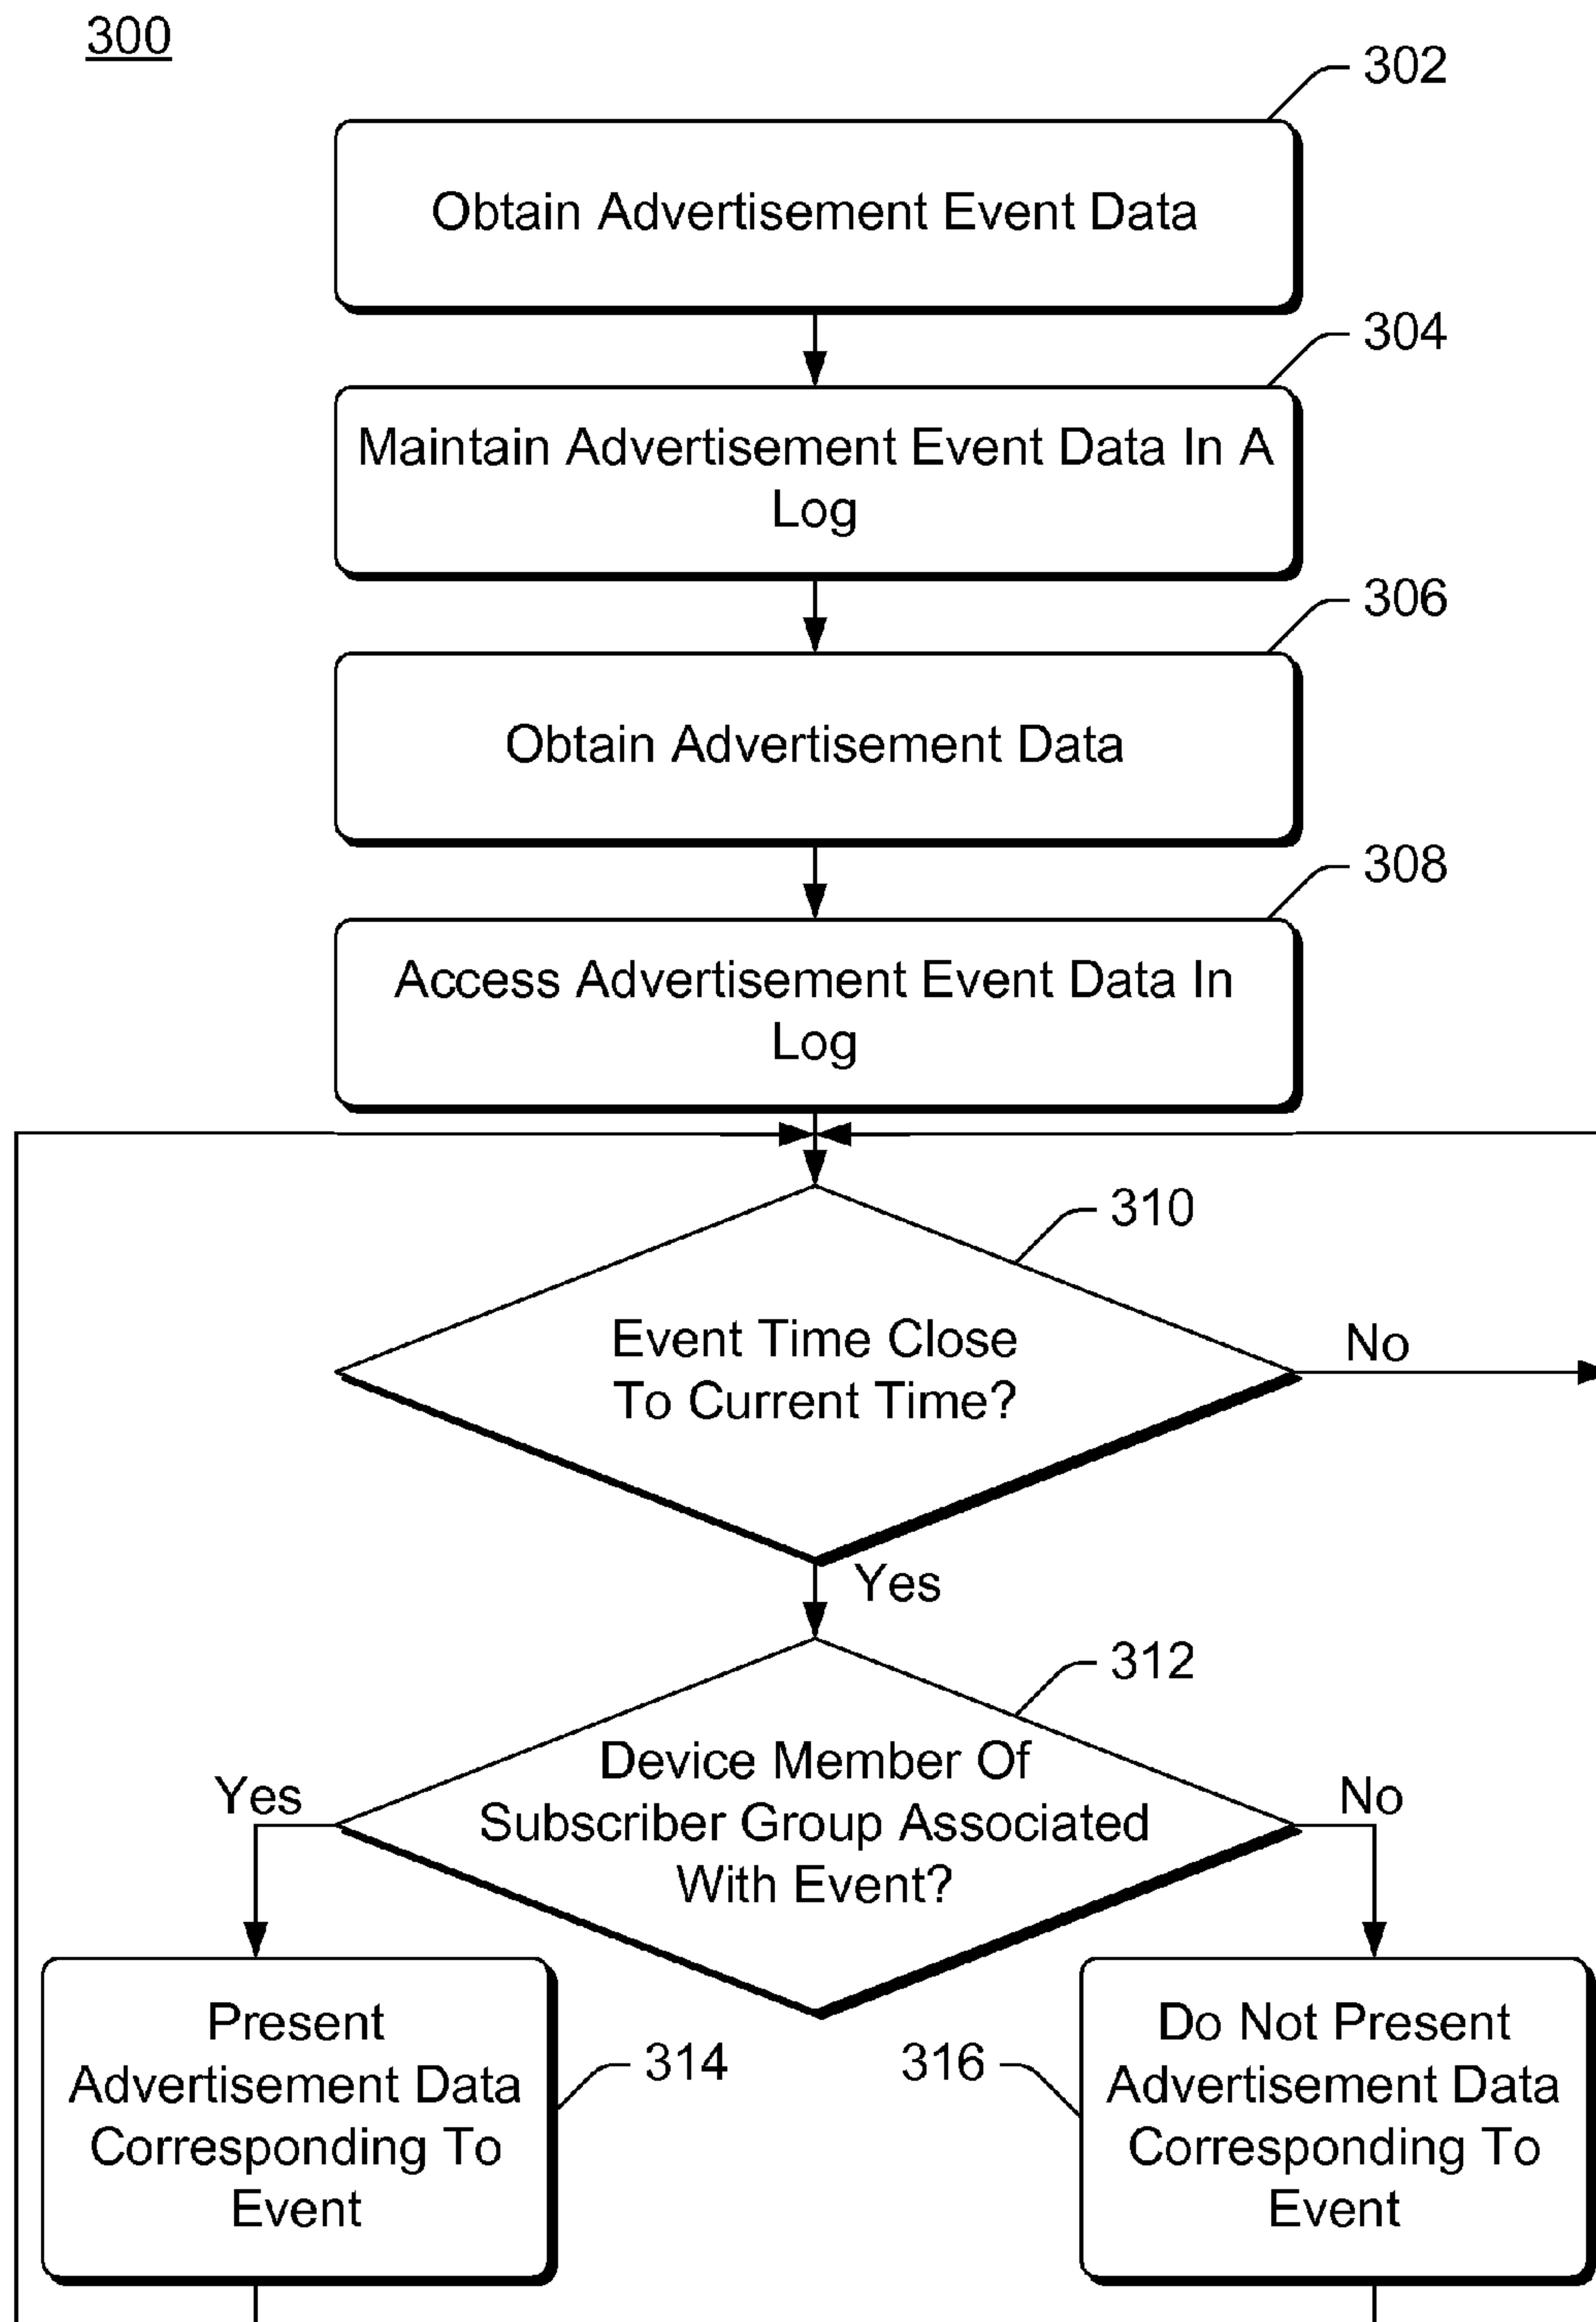 300
302
Obtain Advertisement Event Data
304
Maintain Advertisement Event Data In A
Log
306
Obtain Advertisement Data
308
Access Advertisement Event Data In
Log
310
Event Time Close
To Current Time?
No
Yes
312
Device Member Of
Subscriber Group Associated
With Event?
Yes
No
Present
Advertisement Data
Corresponding To
Event
314
316
Do Not Present
Advertisement Data
Corresponding To
Event